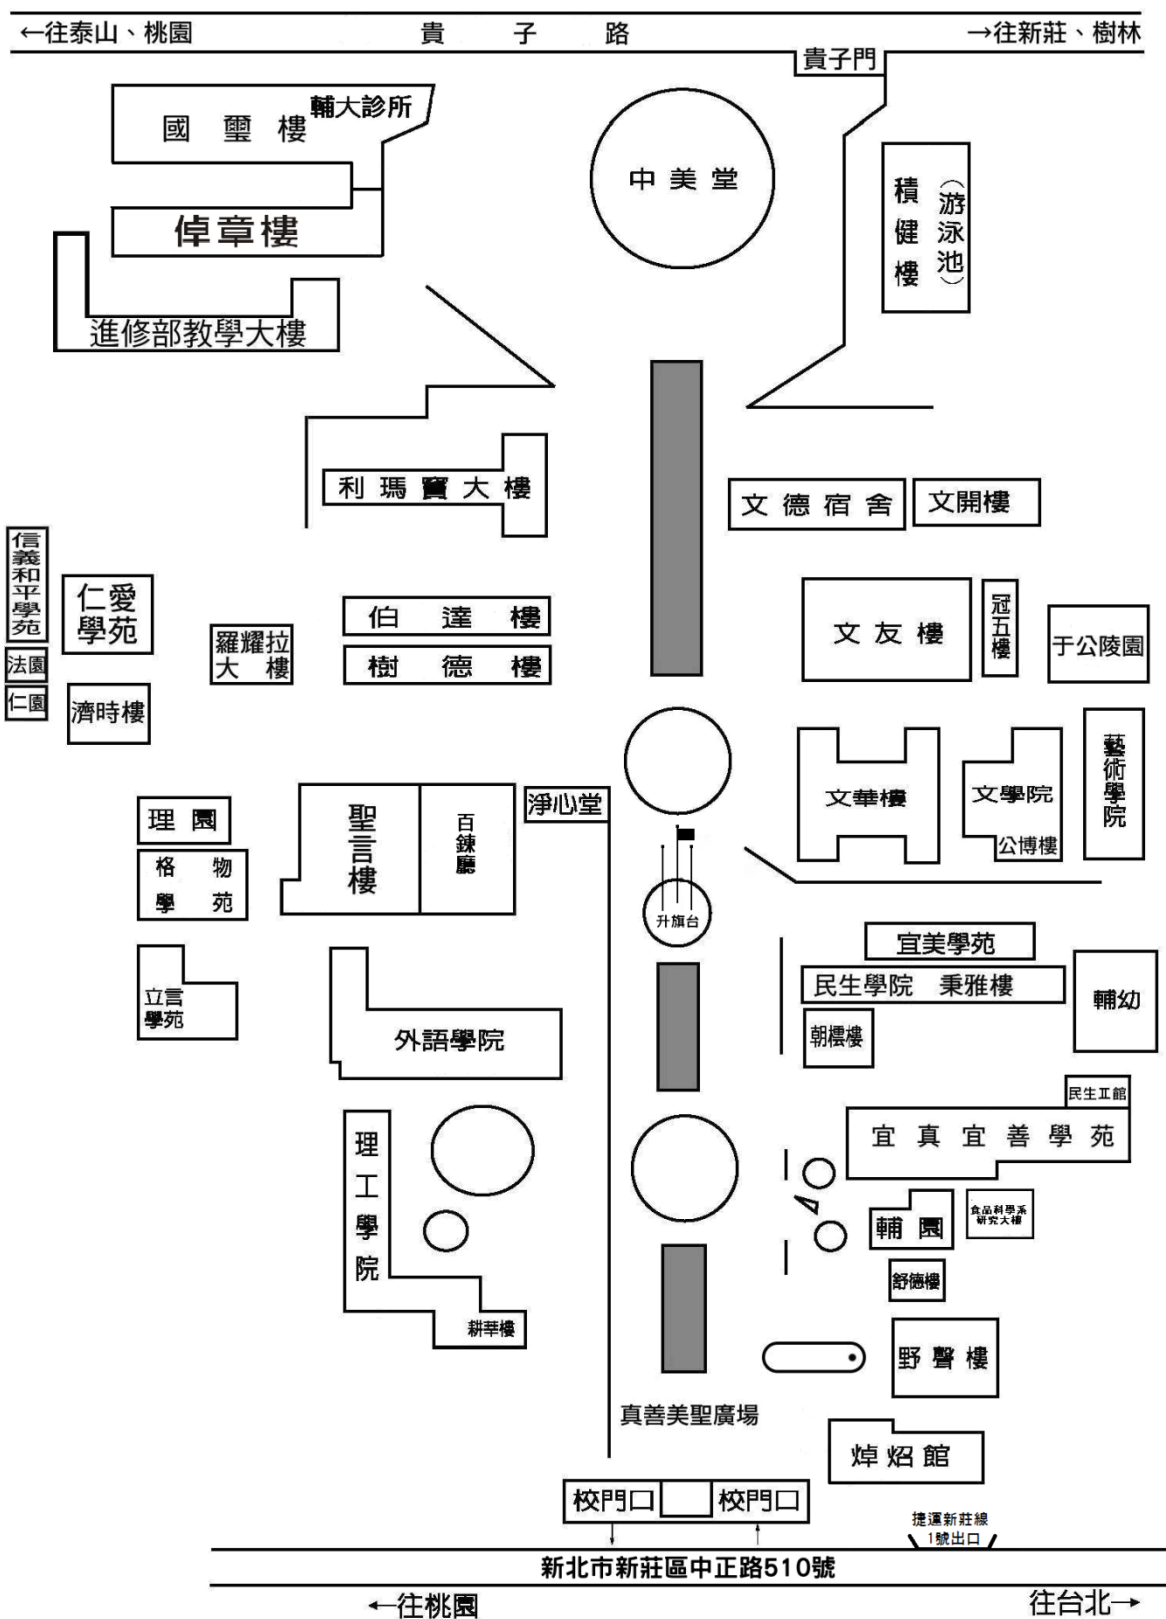 ←往泰山、桃園
貴子路
→往新莊、樹林
貴子門
輔大診所
國璽樓
中美堂
積健樓
（游泳池）
倬章樓
進修部教學大樓
利瑪竇大樓
文德宿舍
文開樓
信義和平學苑
仁愛
學苑
伯達樓
文友樓
冠五樓
于公陵園
羅耀拉
大樓
樹德樓
法園
仁園
濟時樓
藝術學院
文華樓
文學院
公博樓
淨心堂
理園
聖言樓
百鍊廳
格物
學苑
升旗台
宜美學苑
民生學院 秉雅樓
輔幼
立言
學苑
外語學院
朝橒樓
民生Ⅱ館
宜真宜善學苑
理工學院
輔園
食品科學系
研究大樓
舒德樓
耕莘樓
野聲樓
真善美聖廣場
焯炤館
校門口
校門口
捷運新莊線
1號出口
新北市新莊區中正路510號
←往桃園
往台北→